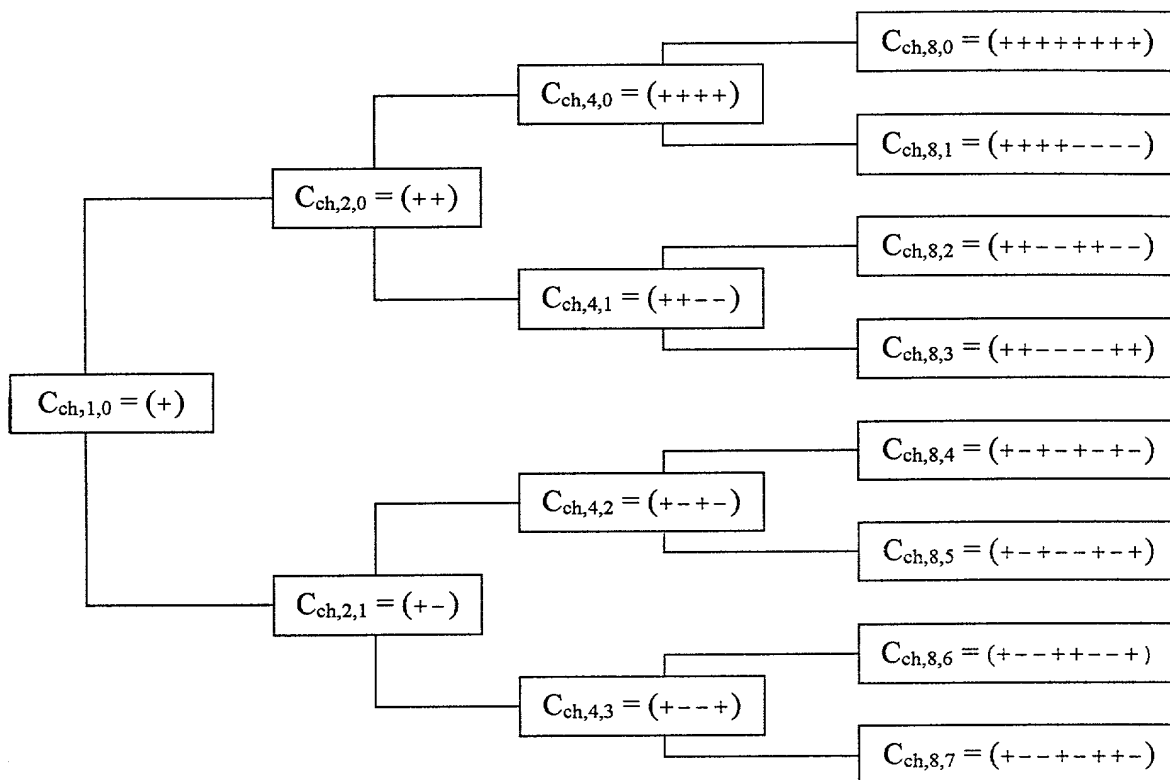 C_ch,8,0 = (++++++++)
C_ch,4,0 = (++++)
C_ch,8,1 = (++++----)
C_ch,2,0 = (++)
C_ch,8,2 = (++--++--)
C_ch,4,1 = (++--)
C_ch,8,3 = (++----++)
C_ch,1,0 = (+)
C_ch,8,4 = (+-+-+-+-)
C_ch,4,2 = (+-+-)
C_ch,8,5 = (+-+--+-+)
C_ch,2,1 = (+-)
C_ch,8,6 = (+--++--+)
C_ch,4,3 = (+--+)
C_ch,8,7 = (+--+-++-)